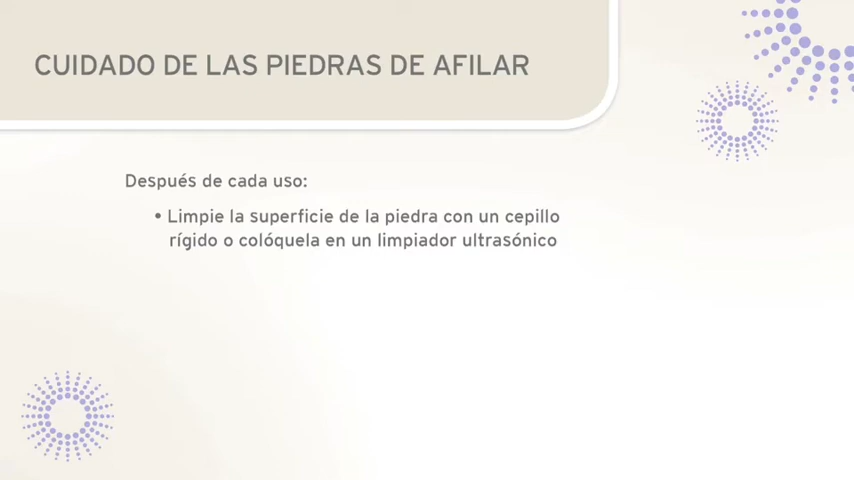 CUIDADO DE LAS PIEDRAS DE AFILAR
Después de cada uso:
• Limpie la superficie de la piedra con un cepillo
rígido o colóquela en un limpiador ultrasónico